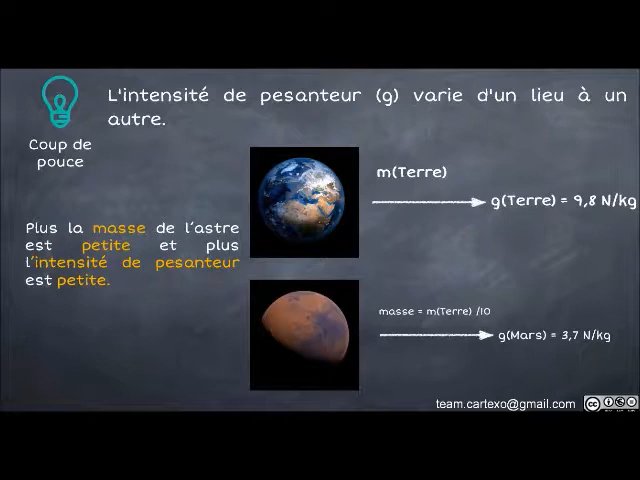 L'intensité de pesanteur (g) varie d'un lieu à un
autre.
Coup de
pouce
m(Terre)
g(Terre) = 9,8 N/kg
Plus la masse de l'astre
est petite et plus
l'intensité de pesanteur
est petite.
masse = m(Terre) /10
g(Mars) = 3,7 N/kg
team.cartexo@gmail.com